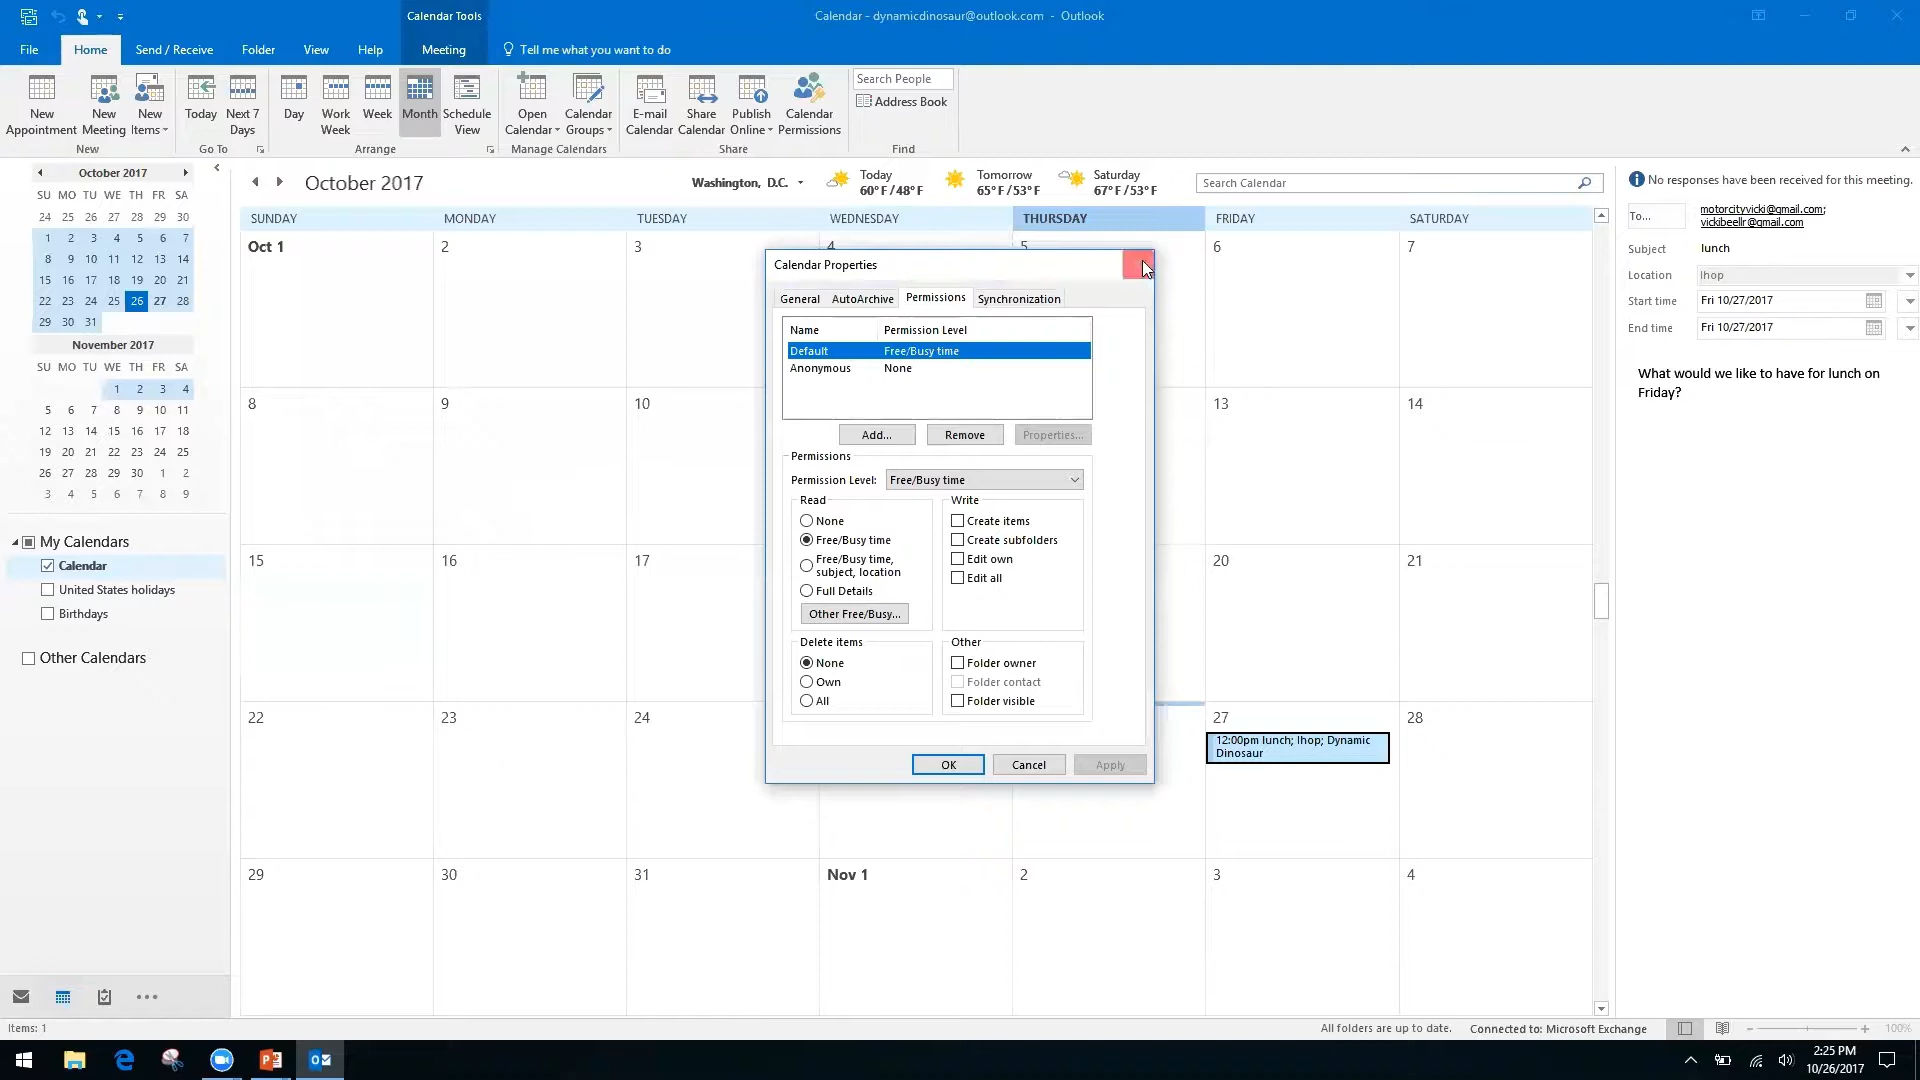 Calendar Tools
Calendar - dynamicdinosaur@outlook.com - Outlook
File Home Send / Receive Folder View Help Meeting Tell me what you want to do
New Appointment
New Meeting
New Items
New
Today
Next 7 Days
Go To
Day
Work Week
Week
Month
Schedule View
Arrange
Open Calendar
Calendar Groups
Manage Calendars
E-mail Calendar
Share Calendar
Publish Online
Calendar Permissions
Share
Search People
Address Book
Find
October 2017
SU MO TU WE TH FR SA
24 25 26 27 28 29 30
1 2 3 4 5 6 7
8 9 10 11 12 13 14
15 16 17 18 19 20 21
22 23 24 25 26 27 28
29 30 31
November 2017
SU MO TU WE TH FR SA
1 2 3 4
5 6 7 8 9 10 11
12 13 14 15 16 17 18
19 20 21 22 23 24 25
26 27 28 29 30 1 2
3 4 5 6 7 8 9
My Calendars
Calendar
United States holidays
Birthdays
Other Calendars
October 2017
Washington, D.C.
Today
60°F/48°F
Tomorrow
65°F/53°F
Saturday
67°F/53°F
Search Calendar
SUNDAY MONDAY TUESDAY WEDNESDAY THURSDAY FRIDAY SATURDAY
Oct 1 2 3 4 5 6 7
8 9 10 13 14
15 16 17 20 21
22 23 24 27 28
12:00pm lunch; Ihop; Dynamic
Dinosaur
29 30 31 Nov 1 2 3 4
Calendar Properties
General AutoArchive Permissions Synchronization
Name Permission Level
Default Free/Busy time
Anonymous None
Add... Remove Properties...
Permissions
Permission Level: Free/Busy time
Read
None
Free/Busy time
Free/Busy time,
subject, location
Full Details
Other Free/Busy...
Write
Create items
Create subfolders
Edit own
Edit all
Delete items
None
Own
All
Other
Folder owner
Folder contact
Folder visible
OK Cancel Apply
No responses have been received for this meeting.
To... motorcityvicki@gmail.com;
vickibeellr@gmail.com
Subject lunch
Location Ihop
Start time Fri 10/27/2017
End time Fri 10/27/2017
What would we like to have for lunch on
Friday?
Items: 1
All folders are up to date. Connected to: Microsoft Exchange 100%
2:25 PM
10/26/2017